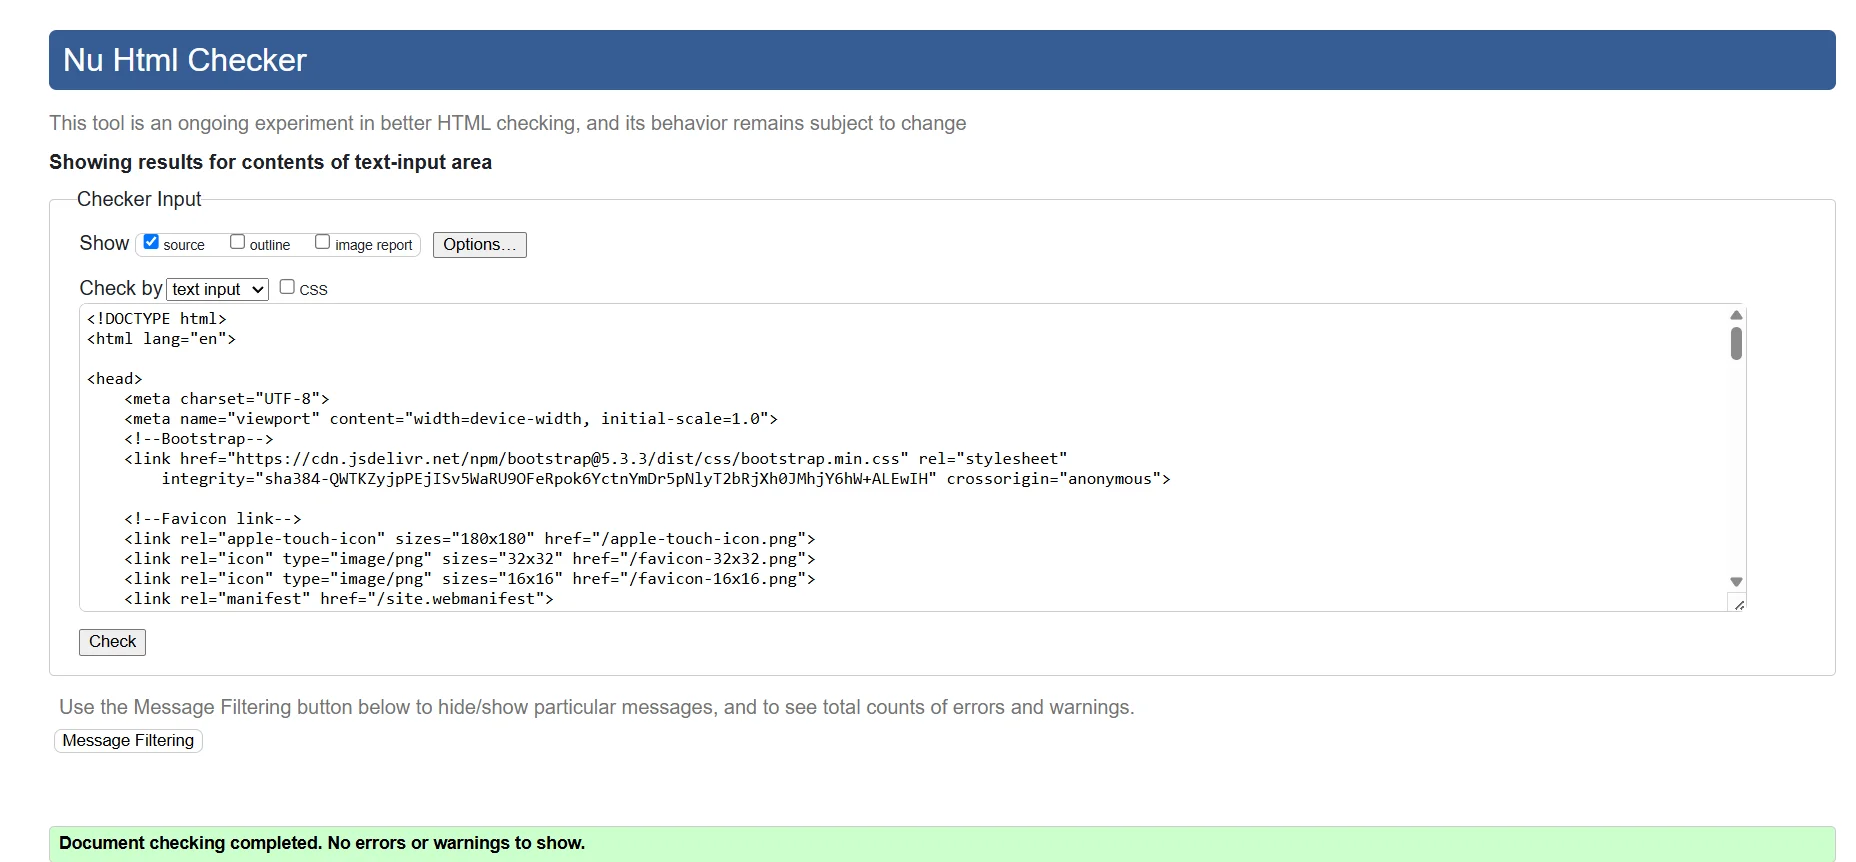 Nu Html Checker
This tool is an ongoing experiment in better HTML checking, and its behavior remains subject to change
Showing results for contents of text-input area
Checker Input
Show source outline image report Options...
Check by text input CSS
<!DOCTYPE html>
<html lang="en">
<head>
<meta charset="UTF-8">
<meta name="viewport" content="width=device-width, initial-scale=1.0">
<!--Bootstrap-->
<link href="https://cdn.jsdelivr.net/npm/bootstrap@5.3.3/dist/css/bootstrap.min.css" rel="stylesheet"
integrity="sha384-QWTKZyjpPEjISv5WaRU9OFeRpok6YctnYmDr5pNlyT2bRjXh0JMhjY6hW+ALEwIH" crossorigin="anonymous">
<!--Favicon link-->
<link rel="apple-touch-icon" sizes="180x180" href="/apple-touch-icon.png">
<link rel="icon" type="image/png" sizes="32x32" href="/favicon-32x32.png">
<link rel="icon" type="image/png" sizes="16x16" href="/favicon-16x16.png">
<link rel="manifest" href="/site.webmanifest">
Check
Use the Message Filtering button below to hide/show particular messages, and to see total counts of errors and warnings.
Message Filtering
Document checking completed. No errors or warnings to show.